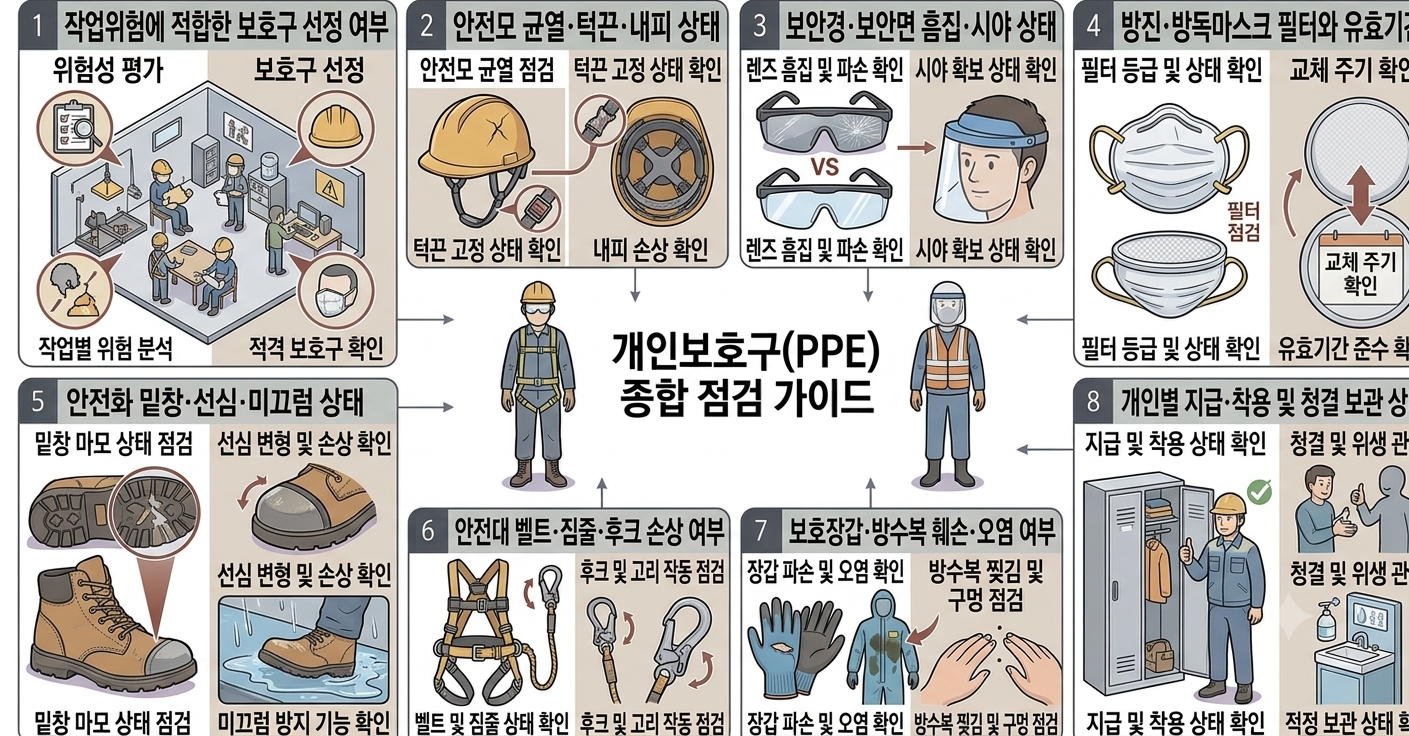 개인보호구(PPE)
종합 점검 가이드
1 작업위험에 적합한 보호구 선정 여부
위험성 평가
보호구 선정
작업별 위험 분석
적격 보호구 확인
2 안전모 균열·턱끈·내피 상태
안전모 균열 점검
턱끈 고정 상태 확인
턱끈 고정 상태 확인
내피 손상 확인
3 보안경·보안면 흠집·시야 상태
렌즈 흠집 및 파손 확인
시야 확보 상태 확인
VS
렌즈 흠집 및 파손 확인
시야 확보 상태 확인
4 방진·방독마스크 필터와 유효기간
필터 등급 및 상태 확인
교체 주기 확인
필터
점검
교체 주기
확인
필터 등급 및 상태 확인
유효기간 준수
5 안전화 밑창·선심·미끄럼 상태
밑창 마모 상태 점검
선심 변형 및 손상 확인
선심 변형 및 손상 확인
밑창 마모 상태 점검
미끄럼 방지 기능 확인
6 안전대 벨트·짐줄·후크 손상 여부
후크 및 고리 작동 점검
벨트 및 짐줄 상태 확인
후크 및 고리 작동 점검
7 보호장갑·방수복 훼손·오염 여부
장갑 파손 및 오염 확인
방수복 찢김 및
구멍 점검
장갑 파손 및 오염 확인
방수복 찢김 및 구멍 점검
8 개인별 지급·착용 및 청결 보관
지급 및 착용 상태 확인
청결 및 위생
청결 및 위생
지급 및 착용 상태 확인
적정 보관 상태